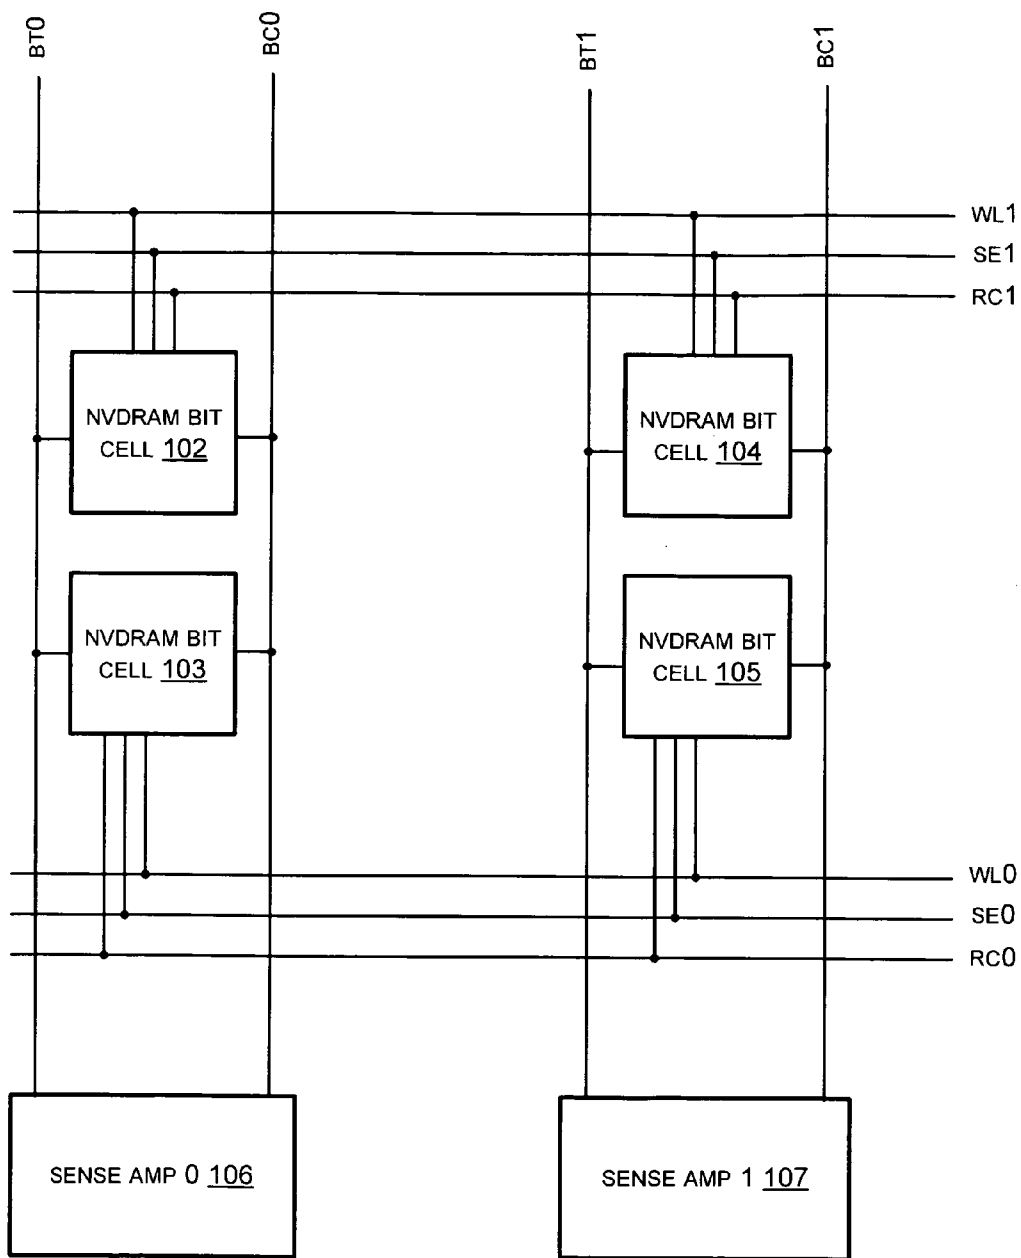 BT0
BC0
BT1
BC1
WL1
SE1
RC1
NVDRAM BIT
CELL 102
NVDRAM BIT
CELL 104
NVDRAM BIT
CELL 103
NVDRAM BIT
CELL 105
WL0
SE0
RC0
SENSE AMP 0 106
SENSE AMP 1 107